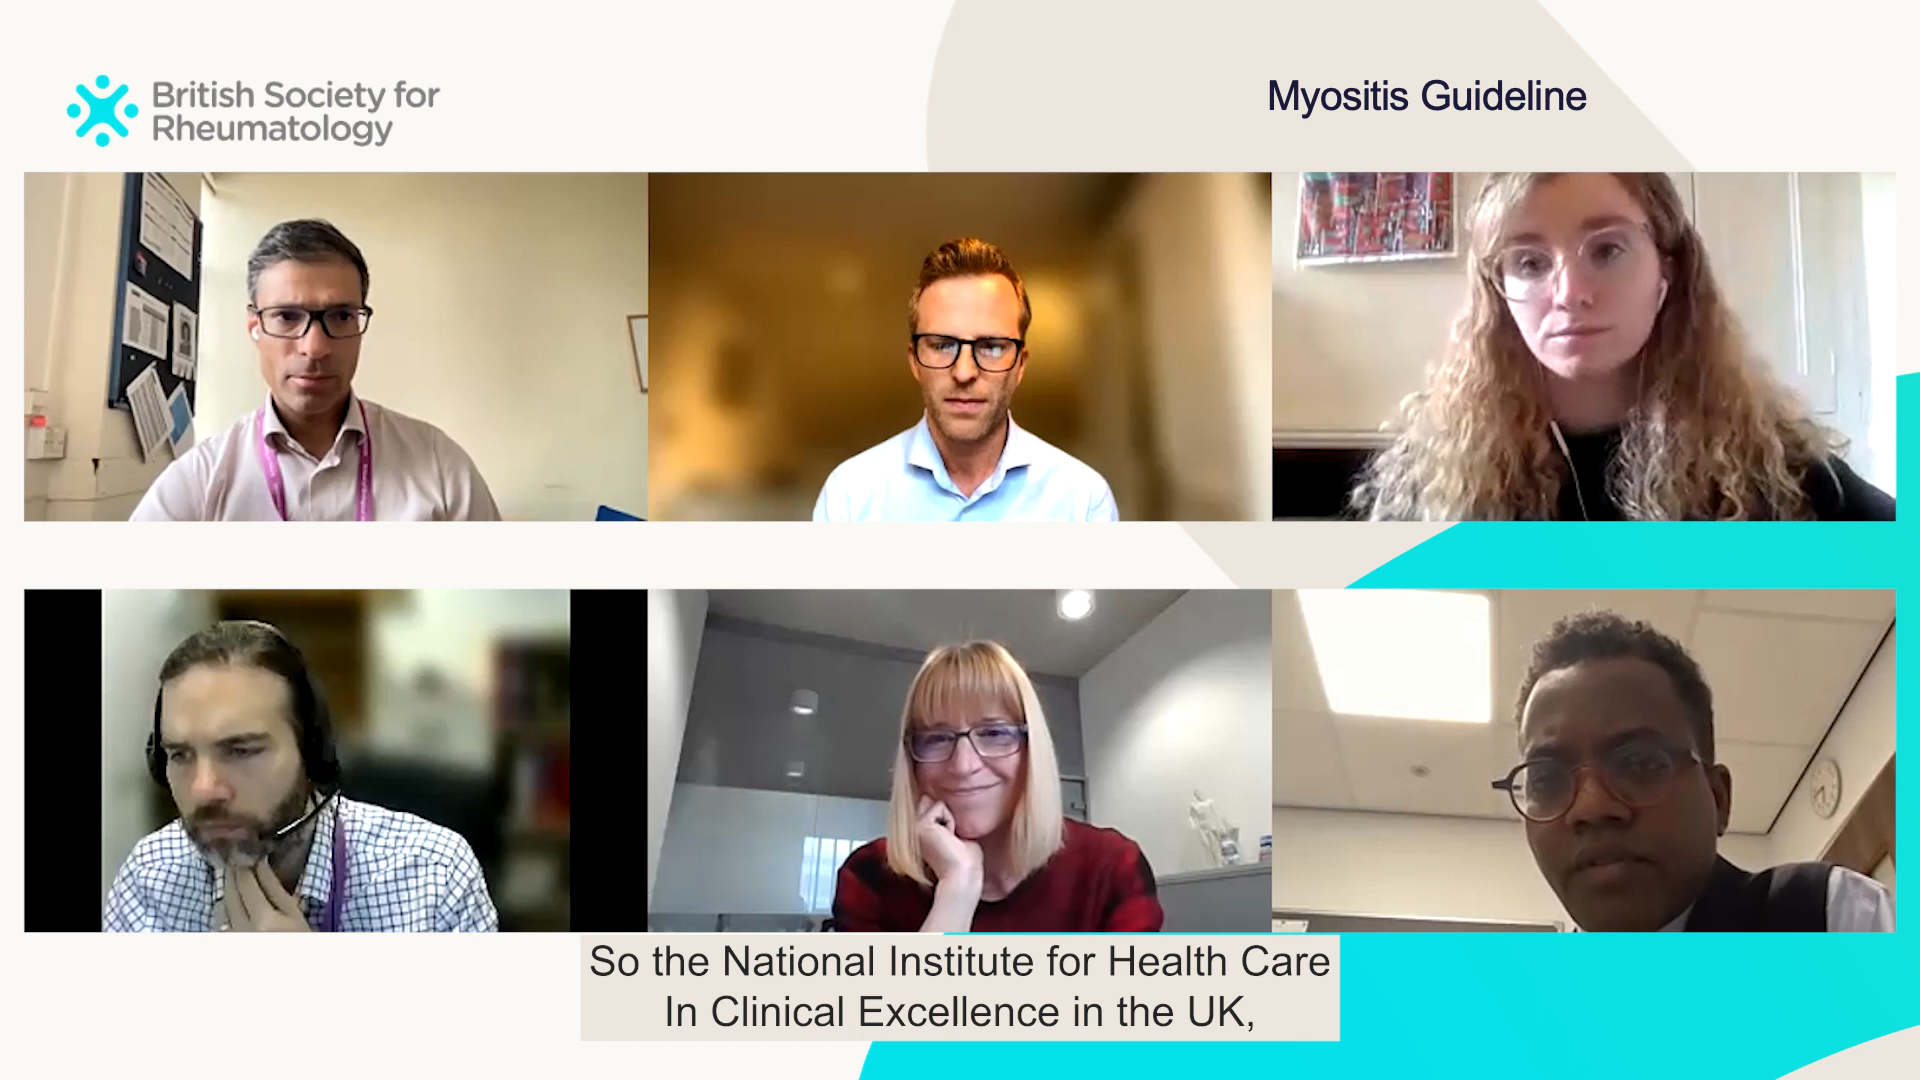 British Society for
Rheumatology
Myositis Guideline
So the National Institute for Health Care
In Clinical Excellence in the UK,